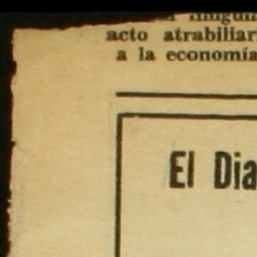 acto atrabiliar
a la economía
El Dia